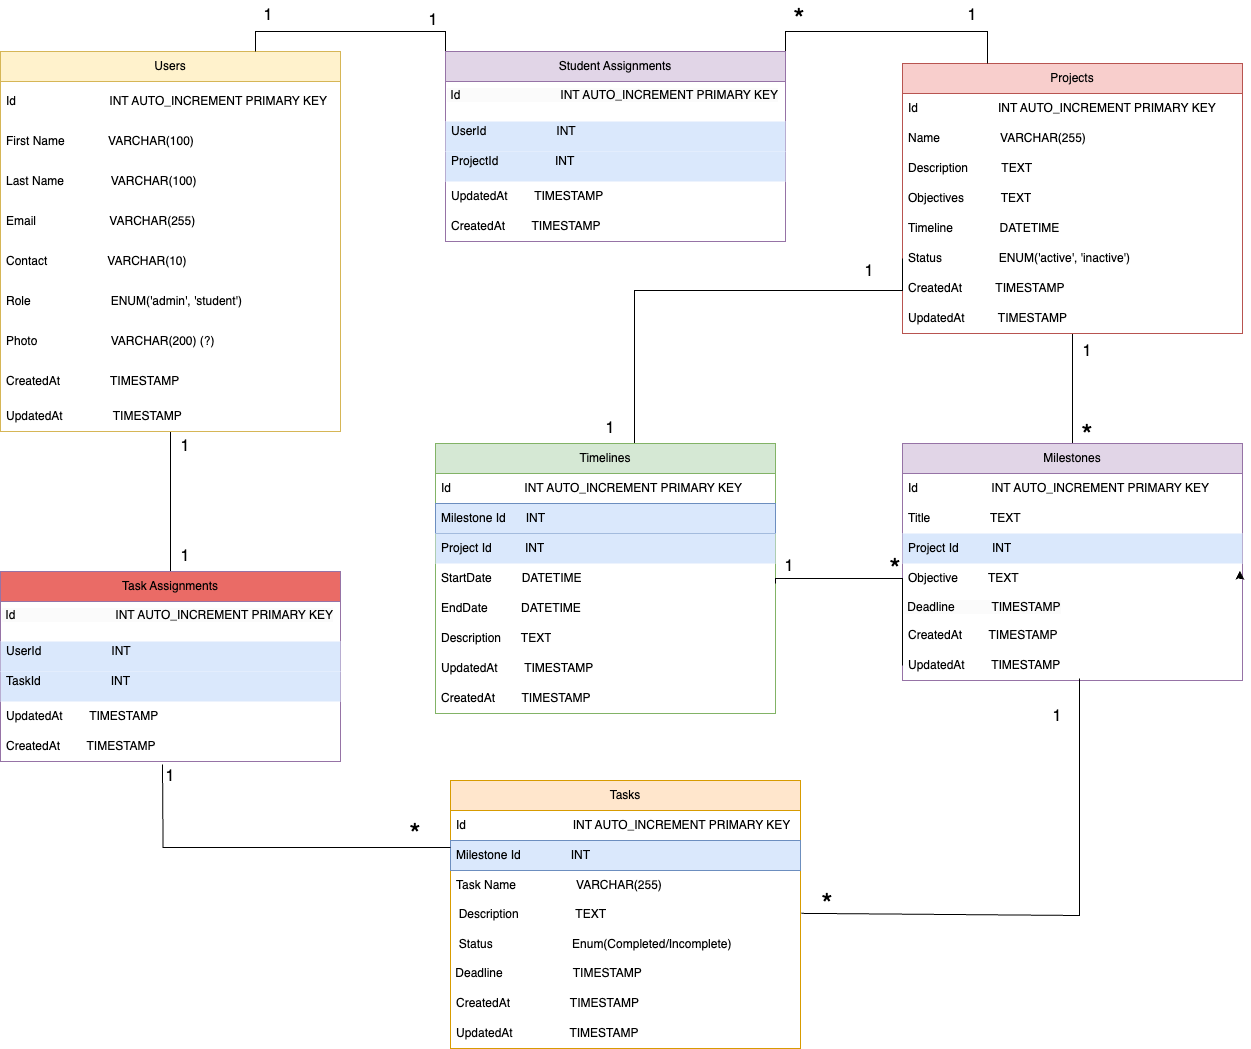 1
1
*
1
Users
Id INT AUTO_INCREMENT PRIMARY KEY
First Name VARCHAR(100)
Last Name VARCHAR(100)
Email VARCHAR(255)
Contact VARCHAR(10)
Role ENUM('admin', 'student')
Photo VARCHAR(200) (?)
CreatedAt TIMESTAMP
UpdatedAt TIMESTAMP
Student Assignments
Id INT AUTO_INCREMENT PRIMARY KEY
UserId INT
ProjectId INT
UpdatedAt TIMESTAMP
CreatedAt TIMESTAMP
Projects
Id INT AUTO_INCREMENT PRIMARY KEY
Name VARCHAR(255)
Description TEXT
Objectives TEXT
Timeline DATETIME
Status ENUM('active', 'inactive')
CreatedAt TIMESTAMP
UpdatedAt TIMESTAMP
1
1
1
*
1
1
Timelines
Id INT AUTO_INCREMENT PRIMARY KEY
Milestone Id INT
Project Id INT
StartDate DATETIME
EndDate DATETIME
Description TEXT
UpdatedAt TIMESTAMP
CreatedAt TIMESTAMP
1
*
Milestones
Id INT AUTO_INCREMENT PRIMARY KEY
Title TEXT
Project Id INT
Objective TEXT
Deadline TIMESTAMP
CreatedAt TIMESTAMP
UpdatedAt TIMESTAMP
Task Assignments
Id INT AUTO_INCREMENT PRIMARY KEY
UserId INT
TaskId INT
UpdatedAt TIMESTAMP
CreatedAt TIMESTAMP
1
1
*
*
Tasks
Id INT AUTO_INCREMENT PRIMARY KEY
Milestone Id INT
Task Name VARCHAR(255)
Description TEXT
Status Enum(Completed/Incomplete)
Deadline TIMESTAMP
CreatedAt TIMESTAMP
UpdatedAt TIMESTAMP